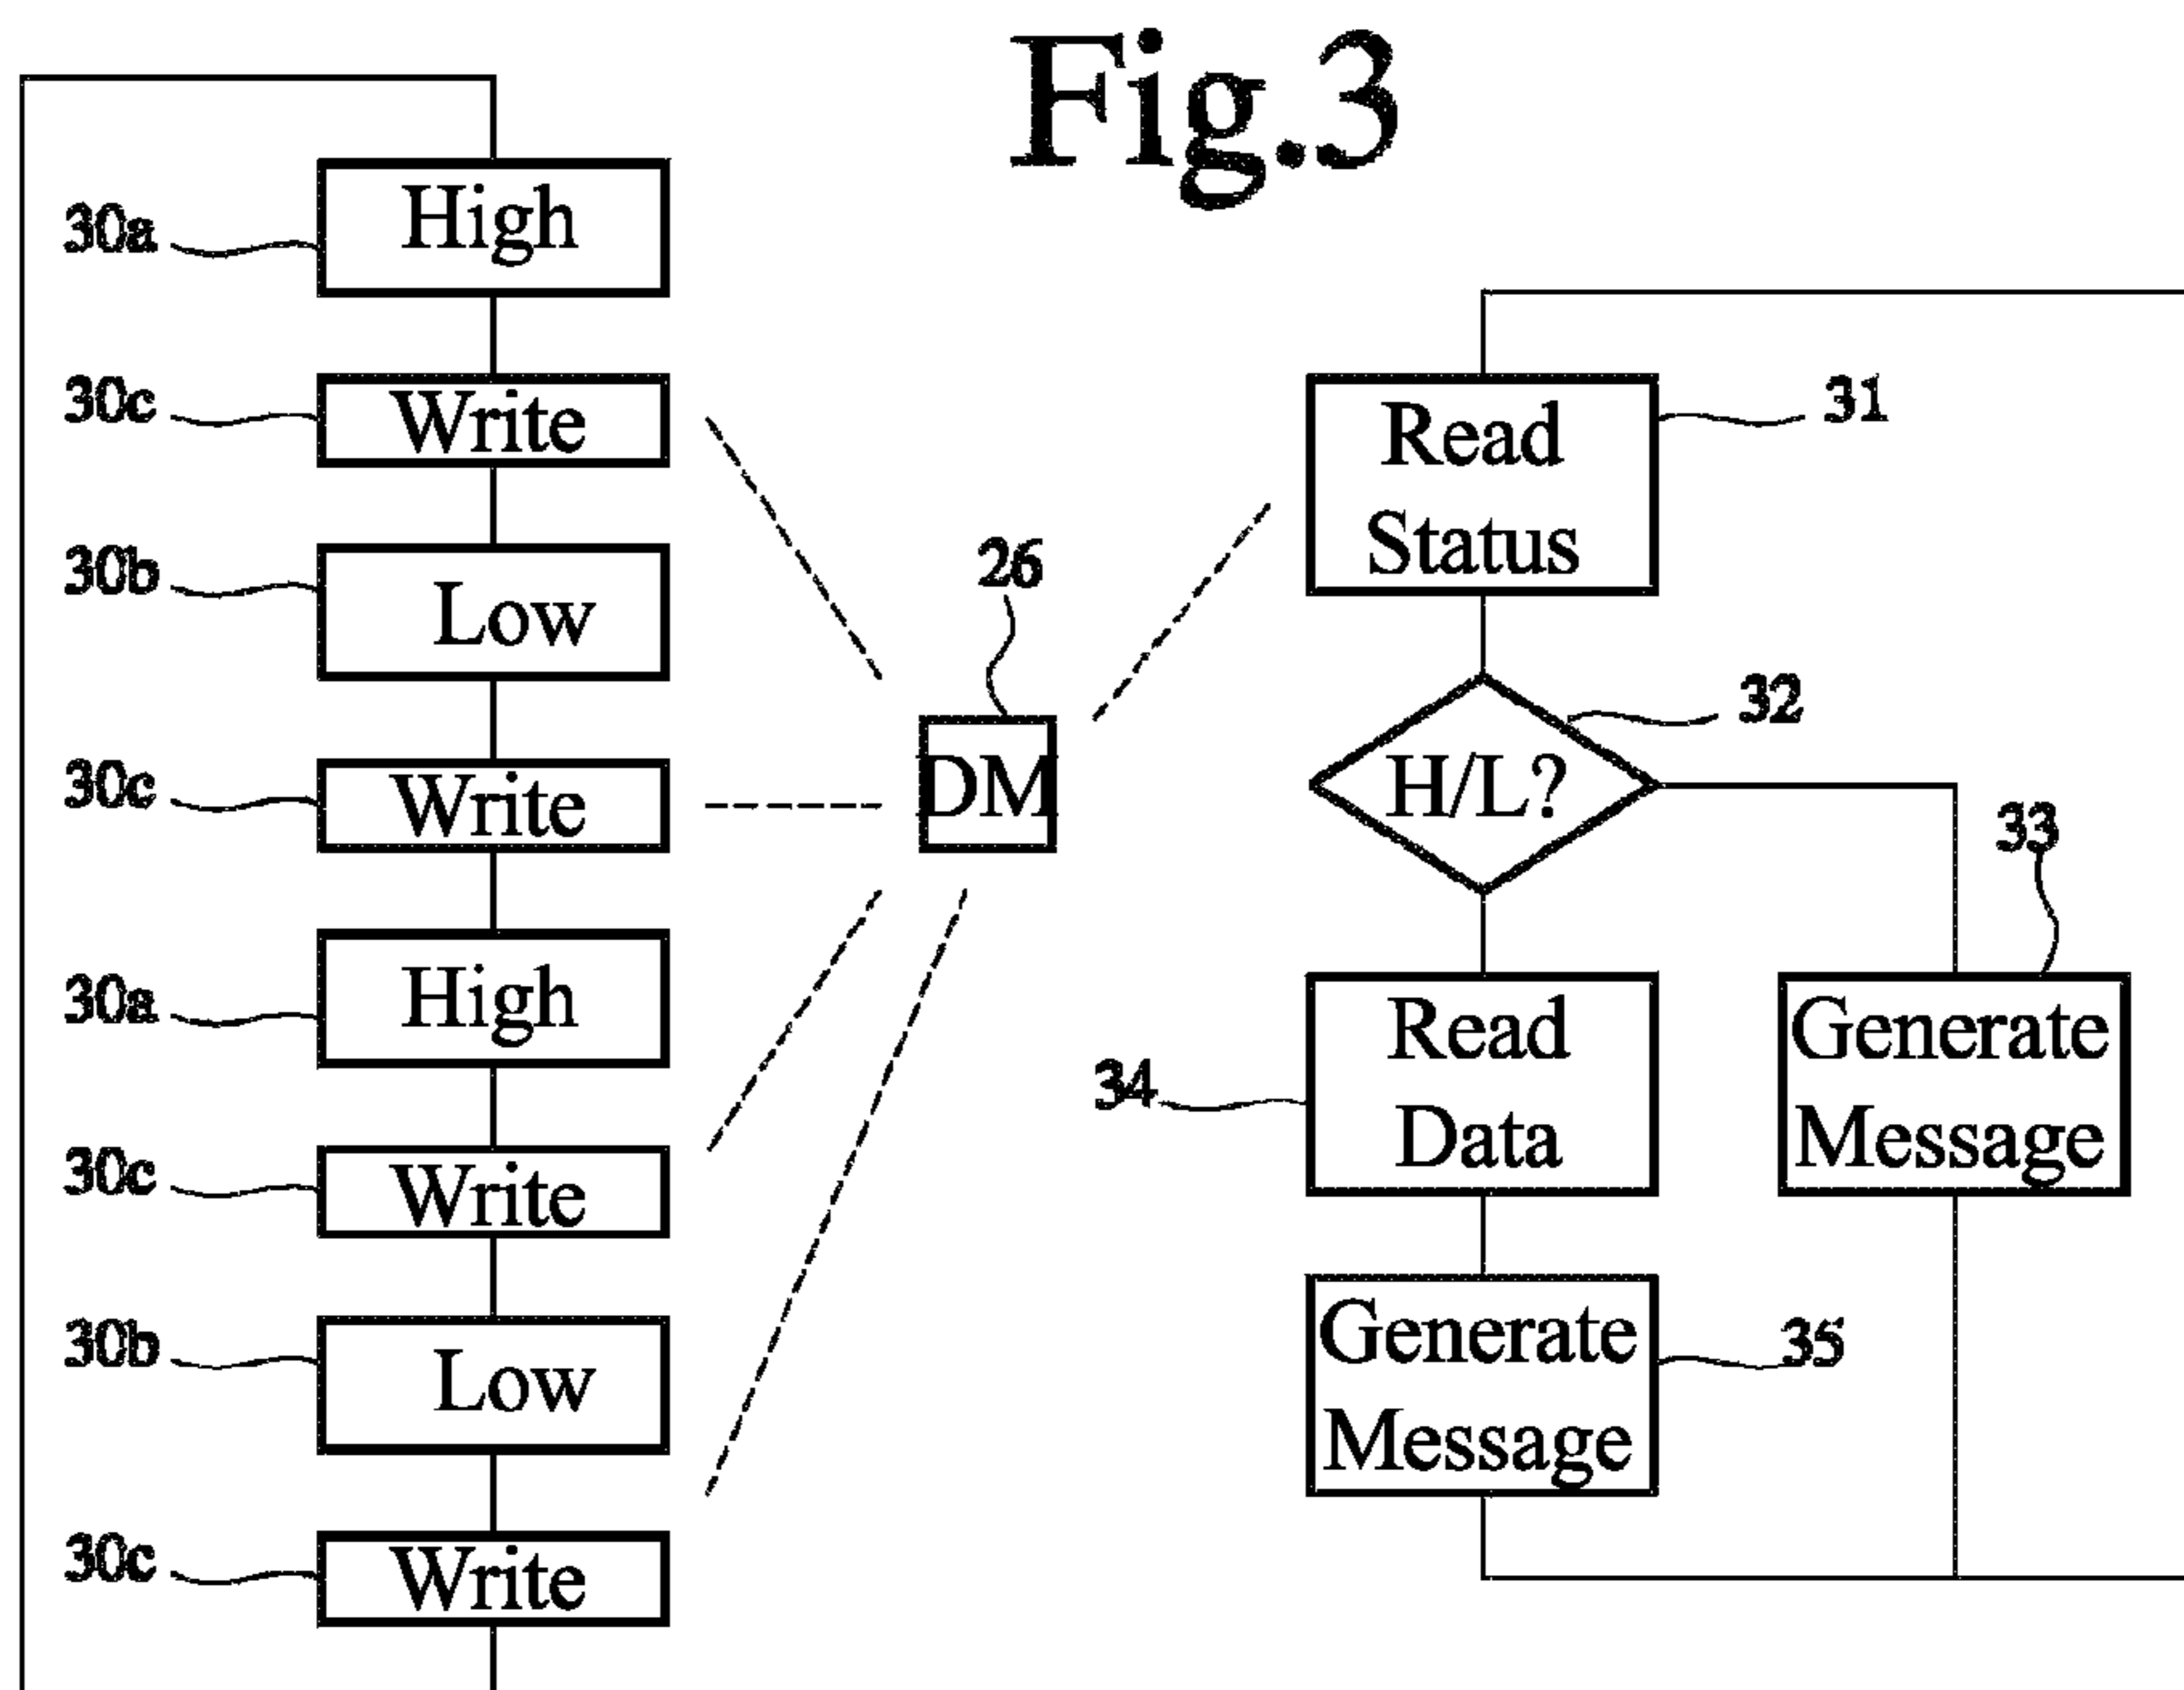 Fig.3
30a
High
30c
Write
30b
Low
30c
Write
30a
High
30c
Write
30b
Low
30c
Write
26
DM
Read
Status
31
H/L?
32
33
Read
Data
34
Generate
Message
Generate
Message
35